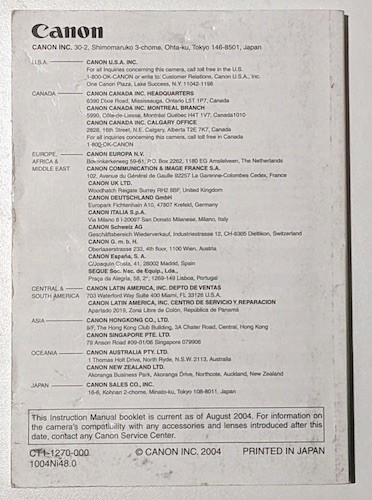 Canon
CANON INC. 30-2, Shimomaruko 3-chome, Ohta-ku, Tokyo 146-8501, Japan
U.S.A. CANON U.S.A. INC.
For all inquiries concerning this camera, call toll free in the U.S.
1-800-OK-CANON or write to: Customer Relations, Canon U.S.A., Inc.
One Canon Plaza, Lake Success, N.Y. 11042-1198
CANADA CANON CANADA INC. HEADQUARTERS
6390 Dixie Road, Mississauga, Ontario L5T 1P7, Canada
CANON CANADA INC. MONTREAL BRANCH
5990, Côte-de-Liesse, Montréal Québec H4T 1V7, Canada1010
CANON CANADA INC. CALGARY OFFICE
2828, 16th Street, N.E. Calgary, Alberta T2E 7K7, Canada
For all inquiries concerning this camera, call toll free in Canada
1-800-OK-CANON
EUROPE, AFRICA & MIDDLE EAST CANON EUROPA N.V.
Bovenkerkerweg 59-61, P.O. Box 2262, 1180 EG Amstelveen, The Netherlands
CANON COMMUNICATION & IMAGE FRANCE S.A.
102, Avenue du Général de Gaulle 92257 La Garenne-Colombes Cedex, France
CANON UK LTD.
Woodhatch Reigate Surrey RH2 8BF, United Kingdom
CANON DEUTSCHLAND GmbH
Europark Fichtenhain A10, 47807 Krefeld, Germany
CANON ITALIA S.p.A.
Via Milano 8 I-20097 San Donato Milanese, Milano, Italy
CANON Schweiz AG
Geschäftsbereich Wiederverkauf, Industriestrasse 12, CH-8305 Dietlikon, Switzerland
CANON G. m. b. H.
Oberlaaerstrasse 233, 4th floor, 1100 Wien, Austria
CANON España, S. A.
C/Joaquín Costa, 41, 28002 Madrid, Spain
SEQUE Soc. Nac. de Equip., Lda.,
Praça da Alegria, 58, 2°, 1269-149 Lisboa, Portugal
CENTRAL & SOUTH AMERICA CANON LATIN AMERICA, INC. DEPTO DE VENTAS
703 Waterford Way Suite 400 Miami, FL 33126 U.S.A.
CANON LATIN AMERICA, INC. CENTRO DE SERVICIO Y REPARACION
Apartado 2019, Zona Libre de Colón, República de Panamá
ASIA CANON HONGKONG CO., LTD.
9/F, The Hong Kong Club Building, 3A Chater Road, Central, Hong Kong
CANON SINGAPORE PTE. LTD.
79 Anson Road #09-01/06 Singapore 079906
OCEANIA CANON AUSTRALIA PTY. LTD.
1 Thomas Holt Drive, North Ryde, N.S.W. 2113, Australia
CANON NEW ZEALAND LTD.
Akoranga Business Park, Akoranga Drive, Northcote, Auckland, New Zealand
JAPAN CANON SALES CO., INC.
16-6, Kohnan 2-chome, Minato-ku, Tokyo 108-8011, Japan
This Instruction Manual booklet is current as of August 2004. For information on
the camera's compatibility with any accessories and lenses introduced after this
date, contact any Canon Service Center.
CT1-1270-000 © CANON INC. 2004 PRINTED IN JAPAN
1004Ni48.0